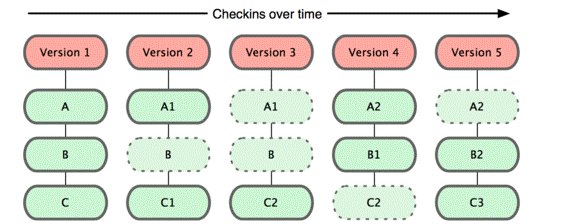 Checkins over time
Version 1 Version 2 Version 3 Version 4 Version 5
A A1 A1 A2 A2
B B B B1 B2
C C1 C2 C2 C3